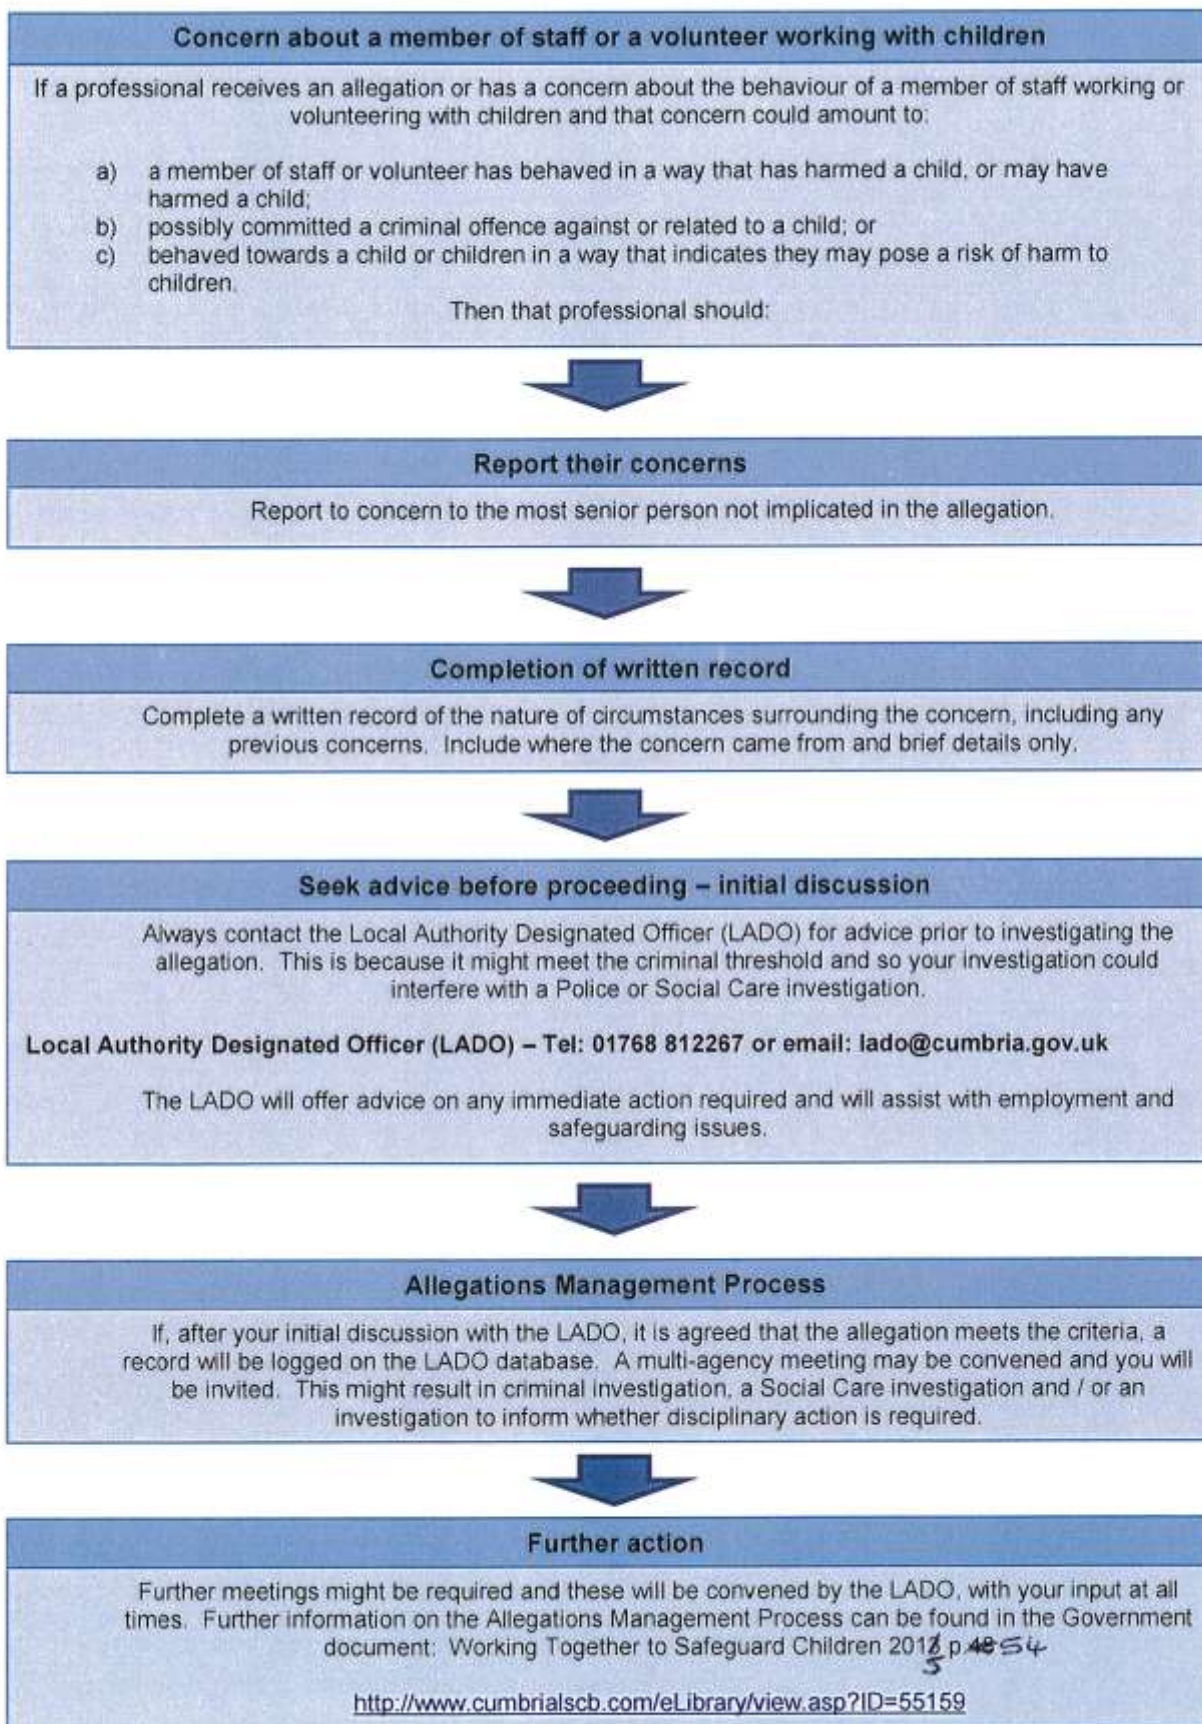 Concern about a member of staff or a volunteer working with children
If a professional receives an allegation or has a concern about the behaviour of a member of staff working or
volunteering with children and that concern could amount to:
a) a member of staff or volunteer has behaved in a way that has harmed a child, or may have
harmed a child;
b) possibly committed a criminal offence against or related to a child; or
c) behaved towards a child or children in a way that indicates they may pose a risk of harm to
children.
Then that professional should:
Report their concerns
Report to concern to the most senior person not implicated in the allegation.
Completion of written record
Complete a written record of the nature of circumstances surrounding the concern, including any
previous concerns. Include where the concern came from and brief details only.
Seek advice before proceeding – initial discussion
Always contact the Local Authority Designated Officer (LADO) for advice prior to investigating the
allegation. This is because it might meet the criminal threshold and so your investigation could
interfere with a Police or Social Care investigation.
Local Authority Designated Officer (LADO) – Tel: 01768 812267 or email: lado@cumbria.gov.uk
The LADO will offer advice on any immediate action required and will assist with employment and
safeguarding issues.
Allegations Management Process
If, after your initial discussion with the LADO, it is agreed that the allegation meets the criteria, a
record will be logged on the LADO database. A multi-agency meeting may be convened and you will
be invited. This might result in criminal investigation, a Social Care investigation and / or an
investigation to inform whether disciplinary action is required.
Further action
Further meetings might be required and these will be convened by the LADO, with your input at all
times. Further information on the Allegations Management Process can be found in the Government
document: Working Together to Safeguard Children 2015 p 54
http://www.cumbrialscb.com/eLibrary/view.asp?ID=55159